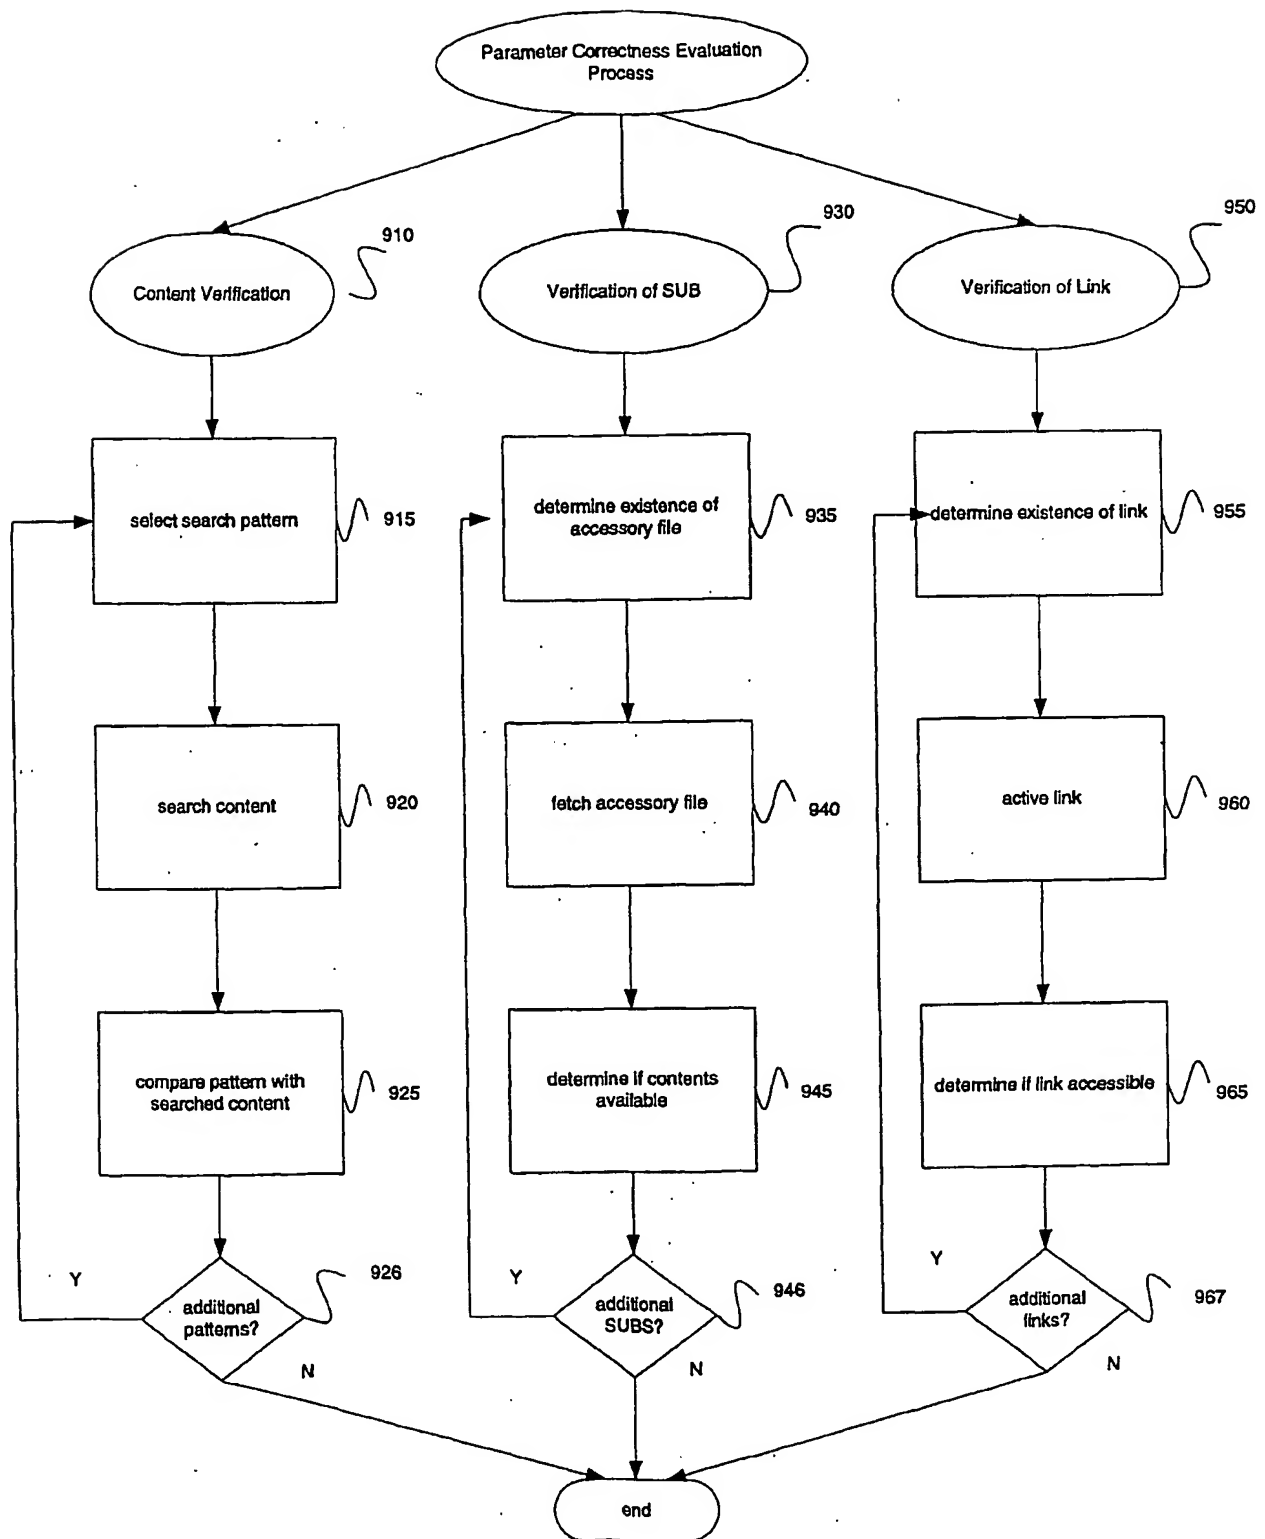 Parameter Correctness Evaluation
Process
910
Content Verification
930
Verification of SUB
950
Verification of Link
select search pattern
915
determine existence of
accessory file
935
determine existence of link
955
search content
920
fetch accessory file
940
active link
960
compare pattern with
searched content
925
determine if contents
available
945
determine if link accessible
965
Y
additional
patterns?
926
N
Y
additional
SUBS?
946
N
Y
additional
links?
967
N
end